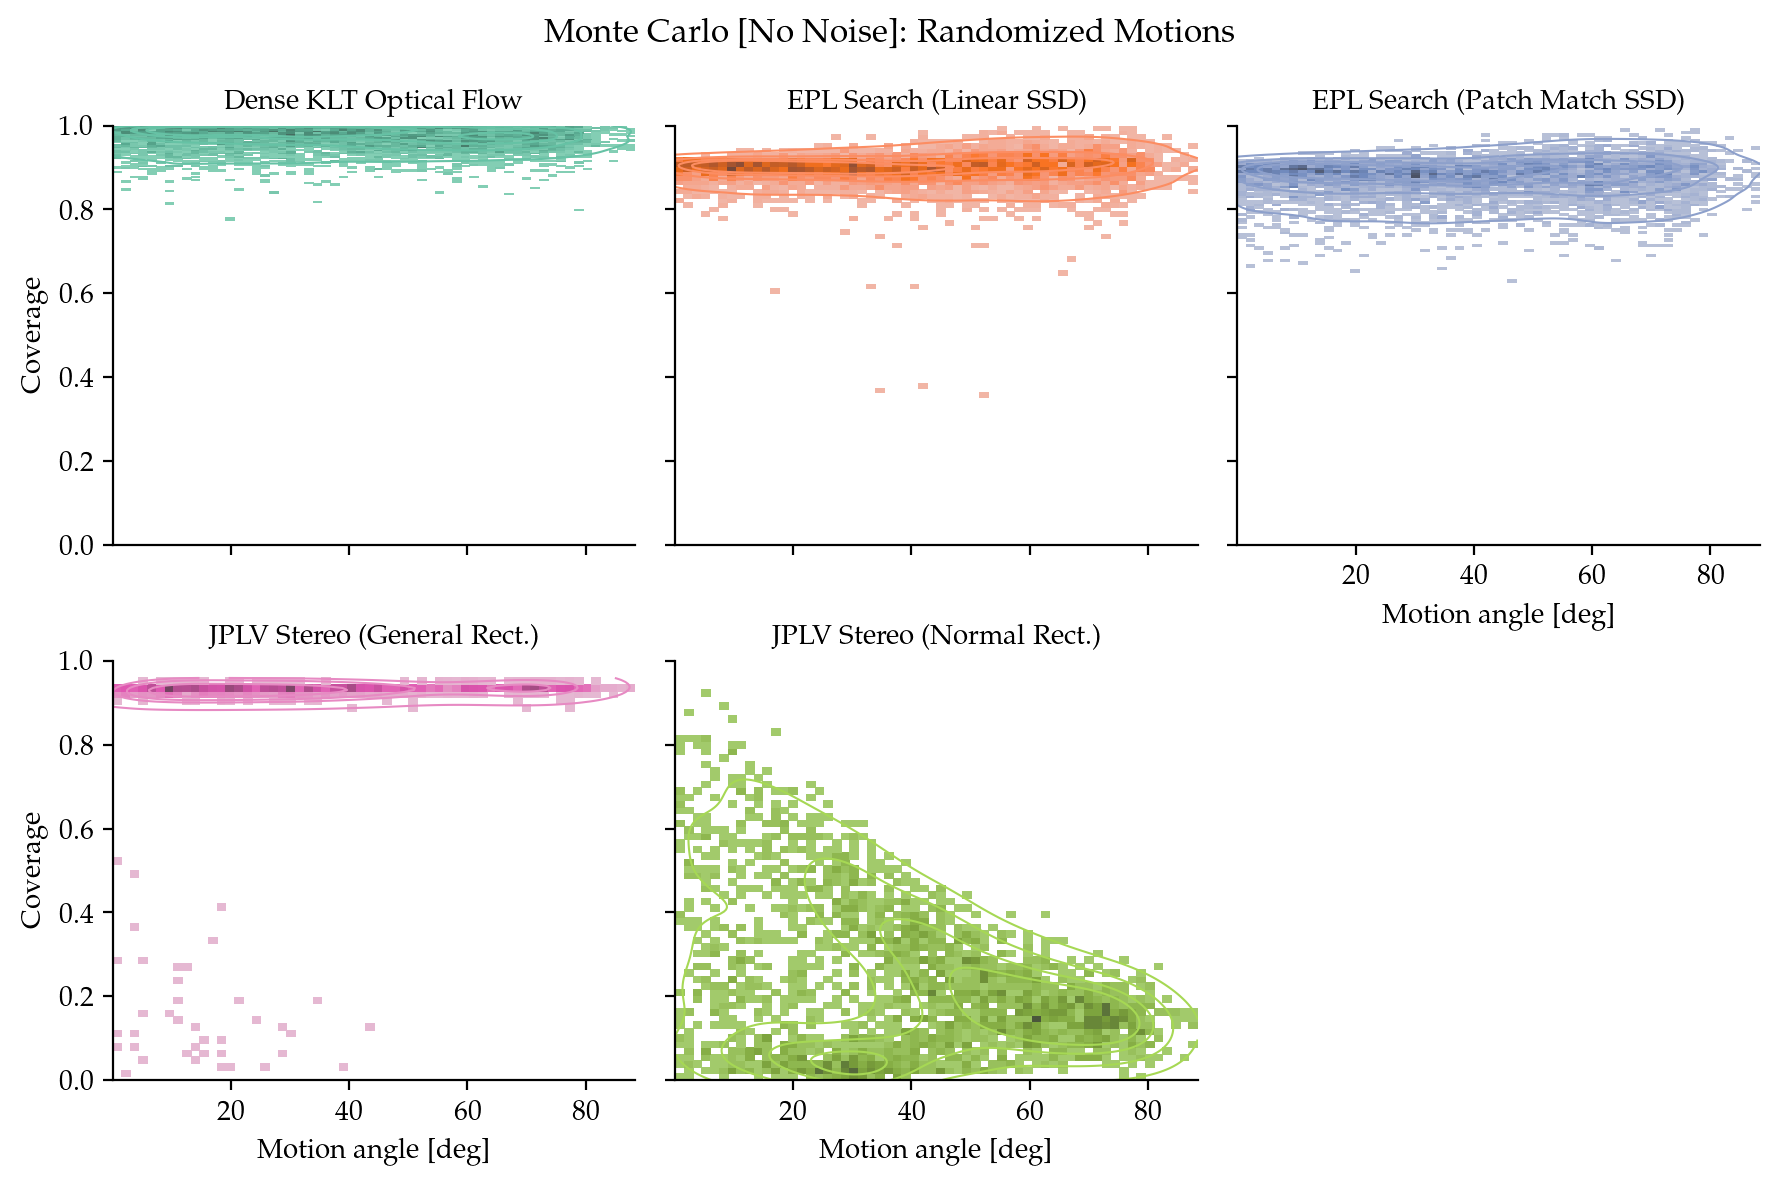 Monte Carlo [No Noise]: Randomized Motions
Dense KLT Optical Flow
EPL Search (Linear SSD)
EPL Search (Patch Match SSD)
1.0
0.8
0.6
0.4
0.2
0.0
Coverage
20 40 60 80
Motion angle [deg]
JPLV Stereo (General Rect.)
JPLV Stereo (Normal Rect.)
1.0
0.8
0.6
0.4
0.2
0.0
Coverage
20 40 60 80
Motion angle [deg]
20 40 60 80
Motion angle [deg]